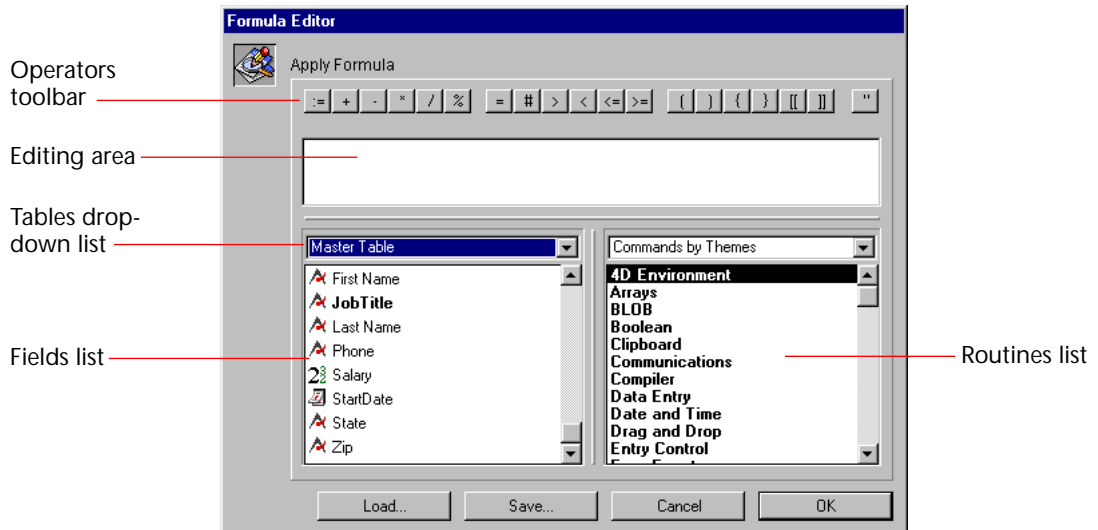 Formula Editor
Apply Formula
Operators
toolbar
:= + - * / % = # > < <= >= ( ) { } [[ ]] "
Editing area
Tables drop-
down list
Master Table
Commands by Themes
First Name
JobTitle
Last Name
Phone
Salary
StartDate
State
Zip
Fields list
4D Environment
Arrays
BLOB
Boolean
Clipboard
Communications
Compiler
Data Entry
Date and Time
Drag and Drop
Entry Control
Routines list
Load...
Save...
Cancel
OK